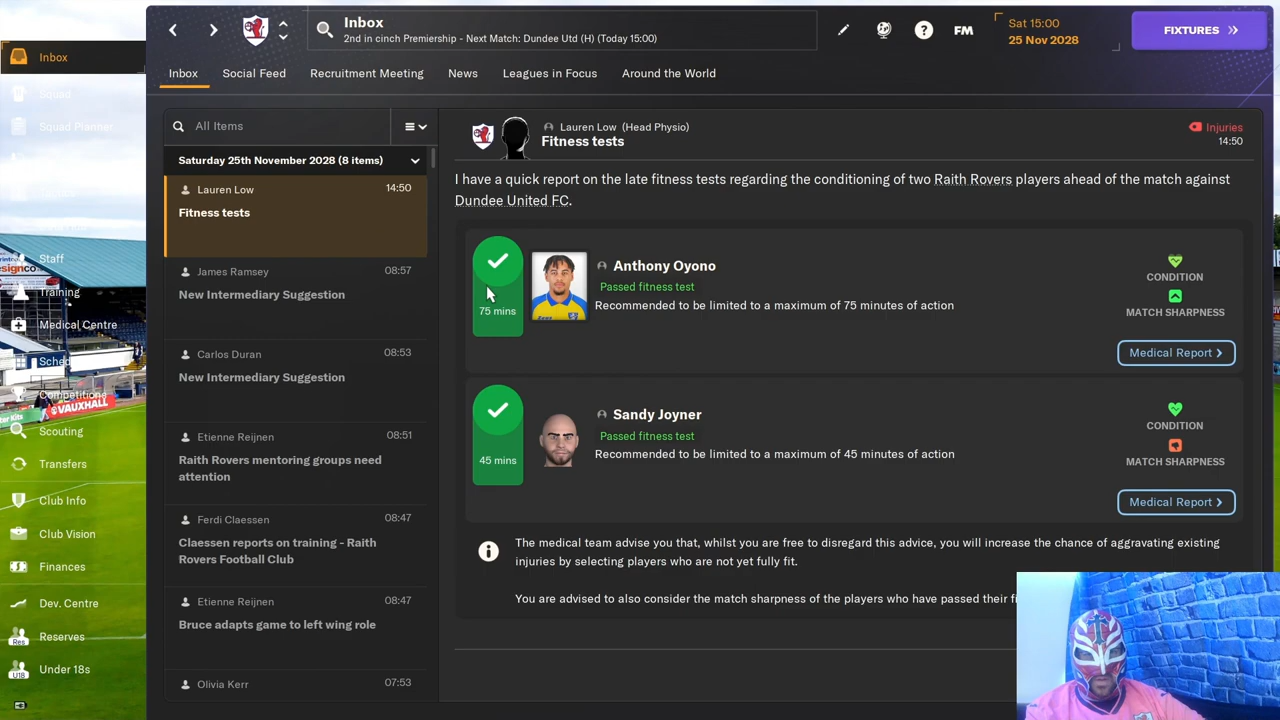 Inbox
2nd in cinch Premiership - Next Match: Dundee Utd (H) (Today 15:00)
?
FM
Sat 15:00
25 Nov 2028
FIXTURES
Inbox
Social Feed
Recruitment Meeting
News
Leagues in Focus
Around the World
Inbox
Squad
Squad Planner
Staff
Training
Medical Centre
Sched
Competitions
VAUXHALL
Scouting
Transfers
Club Info
Club Vision
Finances
Dev. Centre
Res
Reserves
U18
Under 18s
All Items
Saturday 25th November 2028 (8 items)
Lauren Low
14:50
Fitness tests
James Ramsey
08:57
New Intermediary Suggestion
Carlos Duran
08:53
New Intermediary Suggestion
Etienne Reijnen
08:51
Raith Rovers mentoring groups need
attention
Ferdi Claessen
08:47
Claessen reports on training - Raith
Rovers Football Club
Etienne Reijnen
08:47
Bruce adapts game to left wing role
Olivia Kerr
07:53
Lauren Low (Head Physio)
Fitness tests
Injuries
14:50
I have a quick report on the late fitness tests regarding the conditioning of two Raith Rovers players ahead of the match against
Dundee United FC.
75 mins
Anthony Oyono
Passed fitness test
Recommended to be limited to a maximum of 75 minutes of action
CONDITION
MATCH SHARPNESS
Medical Report
45 mins
Sandy Joyner
Passed fitness test
Recommended to be limited to a maximum of 45 minutes of action
CONDITION
MATCH SHARPNESS
Medical Report
The medical team advise you that, whilst you are free to disregard this advice, you will increase the chance of aggravating existing
injuries by selecting players who are not yet fully fit.
You are advised to also consider the match sharpness of the players who have passed their fi